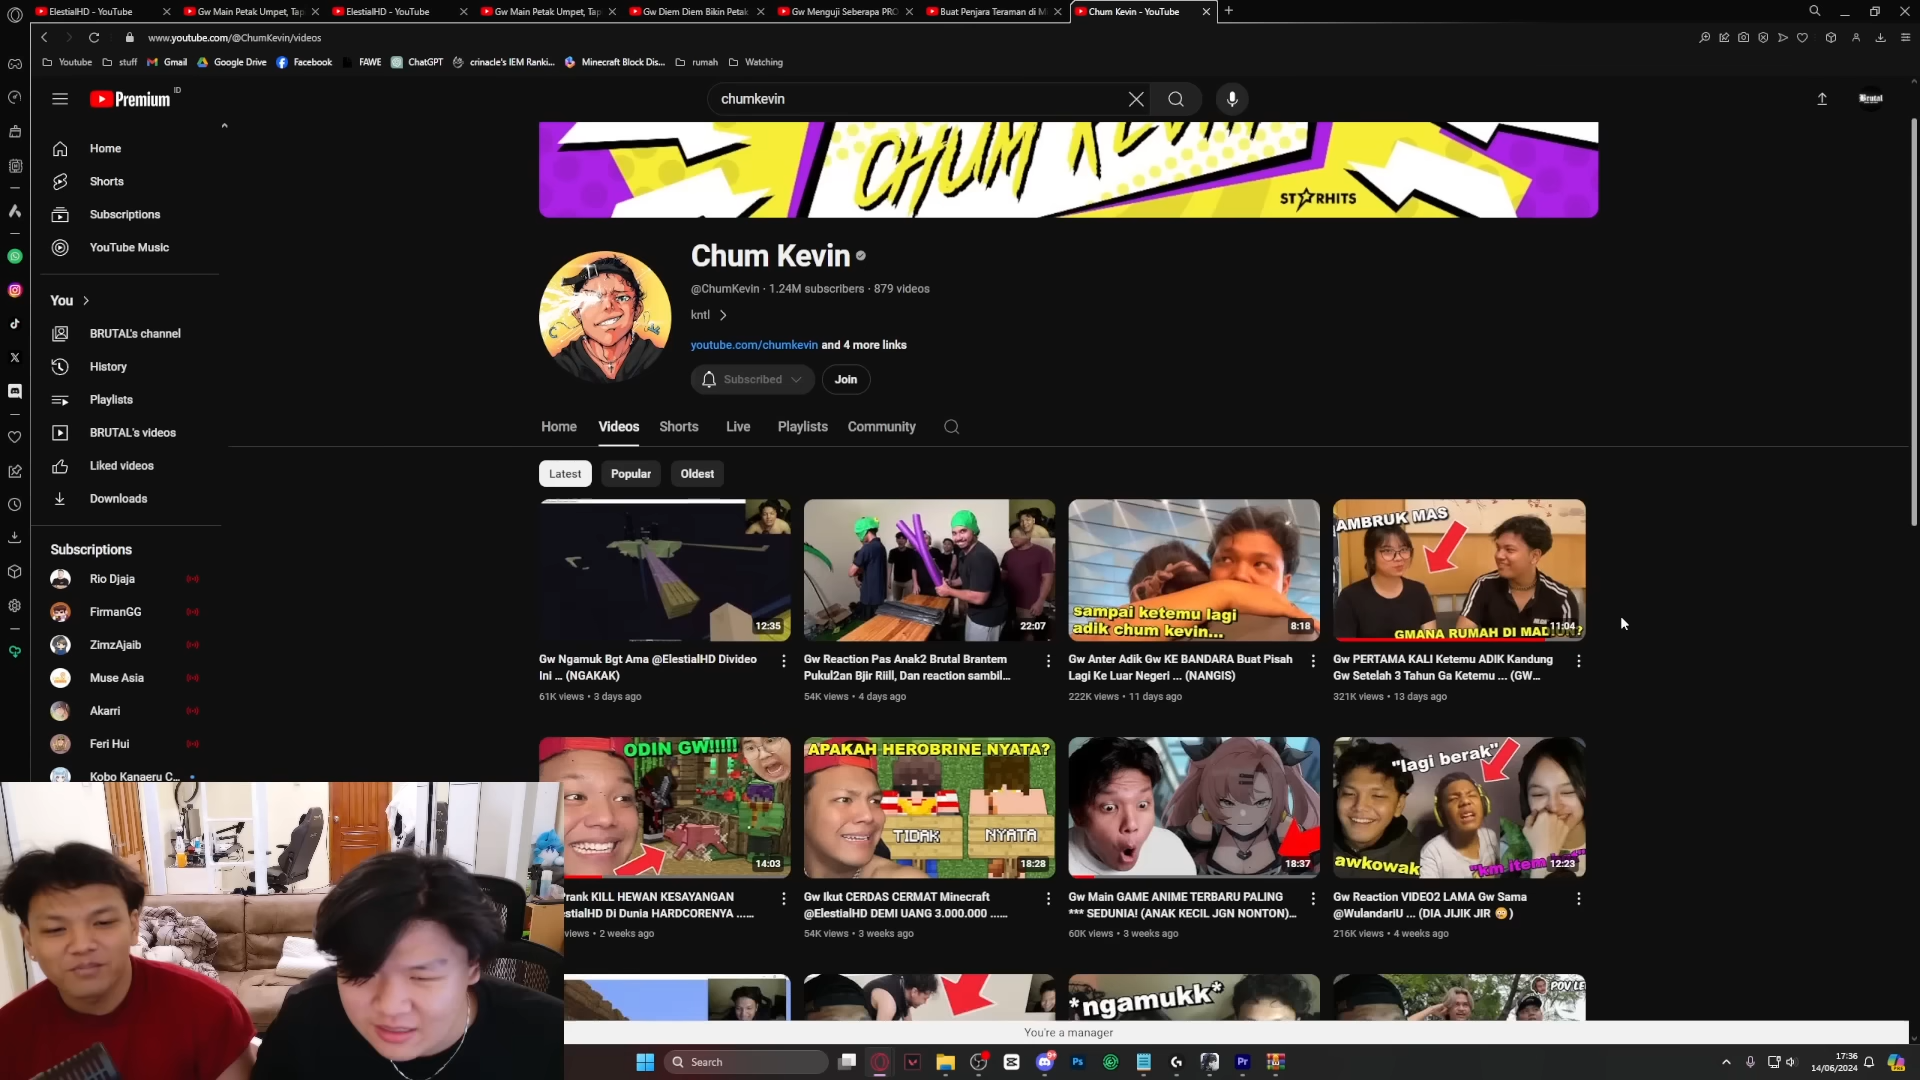 ElestialHD - YouTube
Gw Main Petak Umpet, Tap
ElestialHD - YouTube
Gw Main Petak Umpet, Tap
Gw Diem Diem Bikin Petak
Gw Menguji Seberapa PRO
Buat Penjara Teraman di M
Chum Kevin - YouTube
www.youtube.com/@ChumKevin/videos
Youtube
stuff
Gmail
Google Drive
Facebook
FAWE
ChatGPT
crinacle's IEM Ranki...
Minecraft Block Dis...
rumah
Watching
Premium ID
chumkevin
Brutal
Home
Shorts
Subscriptions
YouTube Music
You
BRUTAL's channel
History
Playlists
BRUTAL's videos
Liked videos
Downloads
Subscriptions
Rio Djaja
FirmanGG
ZimzAjaib
Muse Asia
Akarri
Feri Hui
Kobo Kanaeru C...
CHUM KEVIN
STARHITS
Chum Kevin
@ChumKevin · 1.24M subscribers · 879 videos
kntl
youtube.com/chumkevin and 4 more links
Subscribed
Join
Home
Videos
Shorts
Live
Playlists
Community
Latest
Popular
Oldest
12:35
Gw Ngamuk Bgt Ama @ElestialHD Divideo
Ini ... (NGAKAK)
61K views • 3 days ago
22:07
Gw Reaction Pas Anak2 Brutal Brantem
Pukul2an Bjir Riill, Dan reaction sambil...
54K views • 4 days ago
sampai ketemu lagi
adik chum kevin...
8:18
Gw Anter Adik Gw KE BANDARA Buat Pisah
Lagi Ke Luar Negeri ... (NANGIS)
222K views • 11 days ago
AMBRUK MAS
GMANA RUMAH DI MADIUN?
11:04
Gw PERTAMA KALI Ketemu ADIK Kandung
Gw Setelah 3 Tahun Ga Ketemu ... (GW...
321K views • 13 days ago
ODIN GW!!!!!
14:03
rank KILL HEWAN KESAYANGAN
stialHD Di Dunia HARDCORENYA ......
views • 2 weeks ago
APAKAH HEROBRINE NYATA?
TIDAK
NYATA
18:28
Gw Ikut CERDAS CERMAT Minecraft
@ElestialHD DEMI UANG 3.000.000 ......
54K views • 3 weeks ago
18:37
Gw Main GAME ANIME TERBARU PALING
*** SEDUNIA! (ANAK KECIL JGN NONTON)...
60K views • 3 weeks ago
"lagi berak"
awkowak
12:23
Gw Reaction VIDEO2 LAMA Gw Sama
@WulandariU ... (DIA JIJIK JIR 😳)
216K views • 4 weeks ago
*ngamukk*
POV LE
You're a manager
Search
17:36
14/06/2024